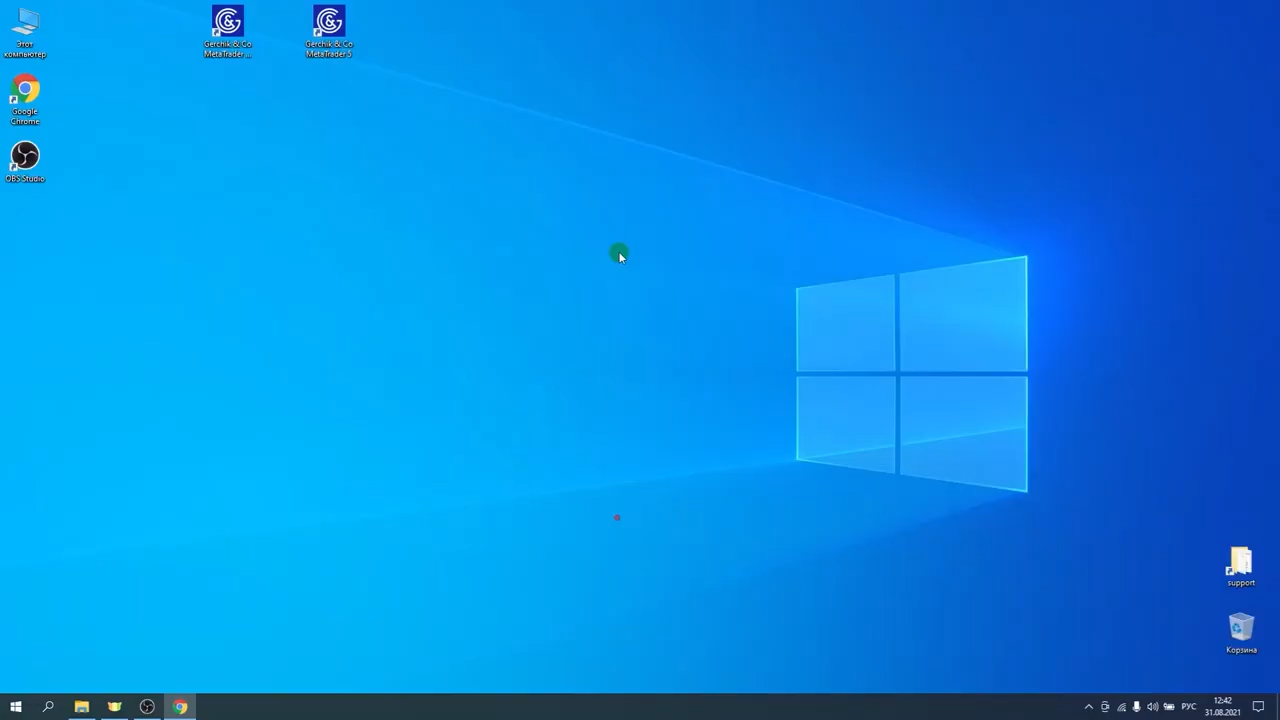 Этот
компьютер
Gerchik & Co
MetaTrader ...
Gerchik & Co
MetaTrader 5
Google
Chrome
OBS Studio
support
Корзина
РУС
12:42
31.08.2021